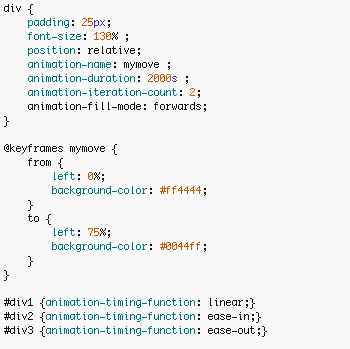 div {
    padding: 25px;
    font-size: 130% ;
    position: relative;
    animation-name: mymove ;
    animation-duration: 2000s ;
    animation-iteration-count: 2;
    animation-fill-mode: forwards;
}

@keyframes mymove {
    from {
        left: 0%;
        background-color: #ff4444;
    }
    to {
        left: 75%;
        background-color: #0044ff;
    }
}

#div1 {animation-timing-function: linear;}
#div2 {animation-timing-function: ease-in;}
#div3 {animation-timing-function: ease-out;}